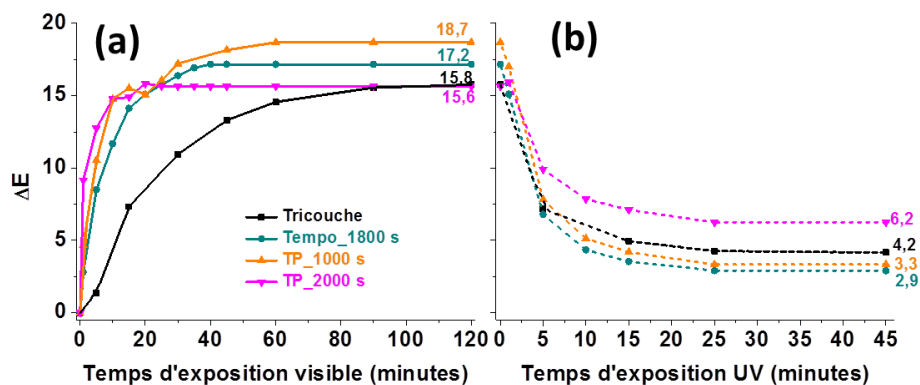 (a)
(b)
20
15
10
5
0
ΔE
18,7
17,2
15,8
15,6
Tricouche
Tempo_1800 s
TP_1000 s
TP_2000 s
6,2
4,2
3,3
2,9
0 20 40 60 80 100 120
0 5 10 15 20 25 30 35 40 45
Temps d'exposition visible (minutes)
Temps d'exposition UV (minutes)